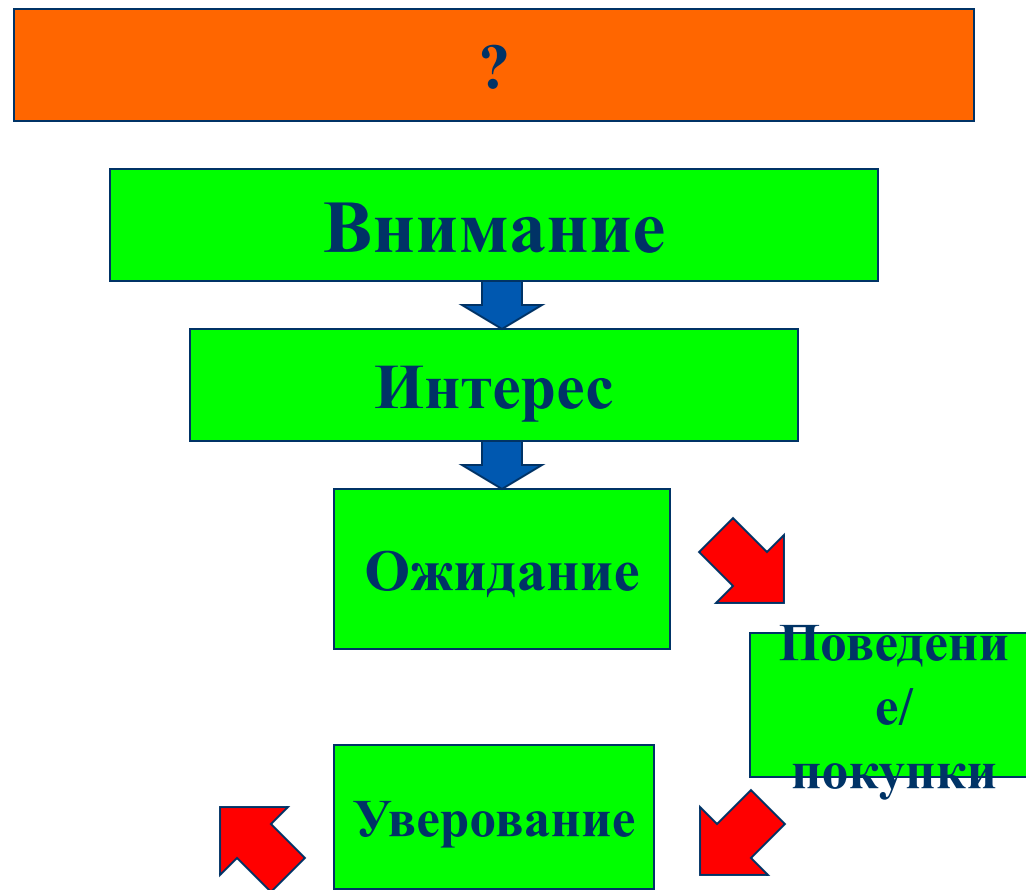 ?
Внимание
Интерес
Ожидание
Поведени
е/
покупки
Уверование